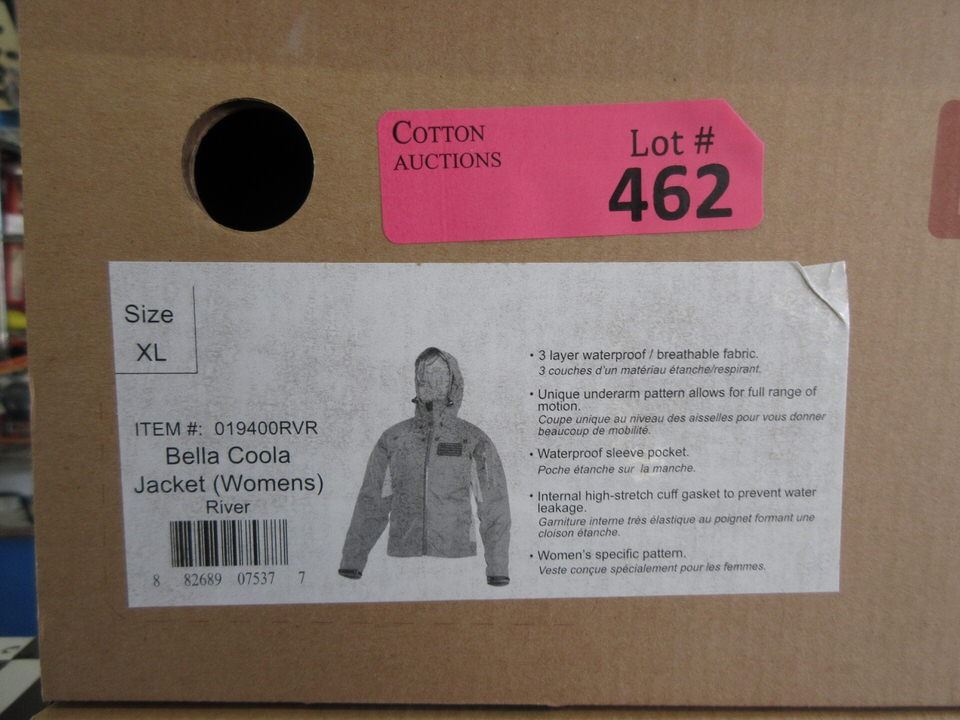 COTTON
AUCTIONS
Lot #
462
Size
XL
ITEM #: 019400RVR
Bella Coola
Jacket (Womens)
River
8 82689 07537 7
• 3 layer waterproof / breathable fabric.
3 couches d'un matériau étanche/respirant.
• Unique underarm pattern allows for full range of
motion.
Coupe unique au niveau des aisselles pour vous donner
beaucoup de mobilité.
• Waterproof sleeve pocket.
Poche étanche sur la manche.
• Internal high-stretch cuff gasket to prevent water
leakage.
Garniture interne très élastique au poignet formant une
cloison étanche.
• Women's specific pattern.
Veste conçue spécialement pour les femmes.